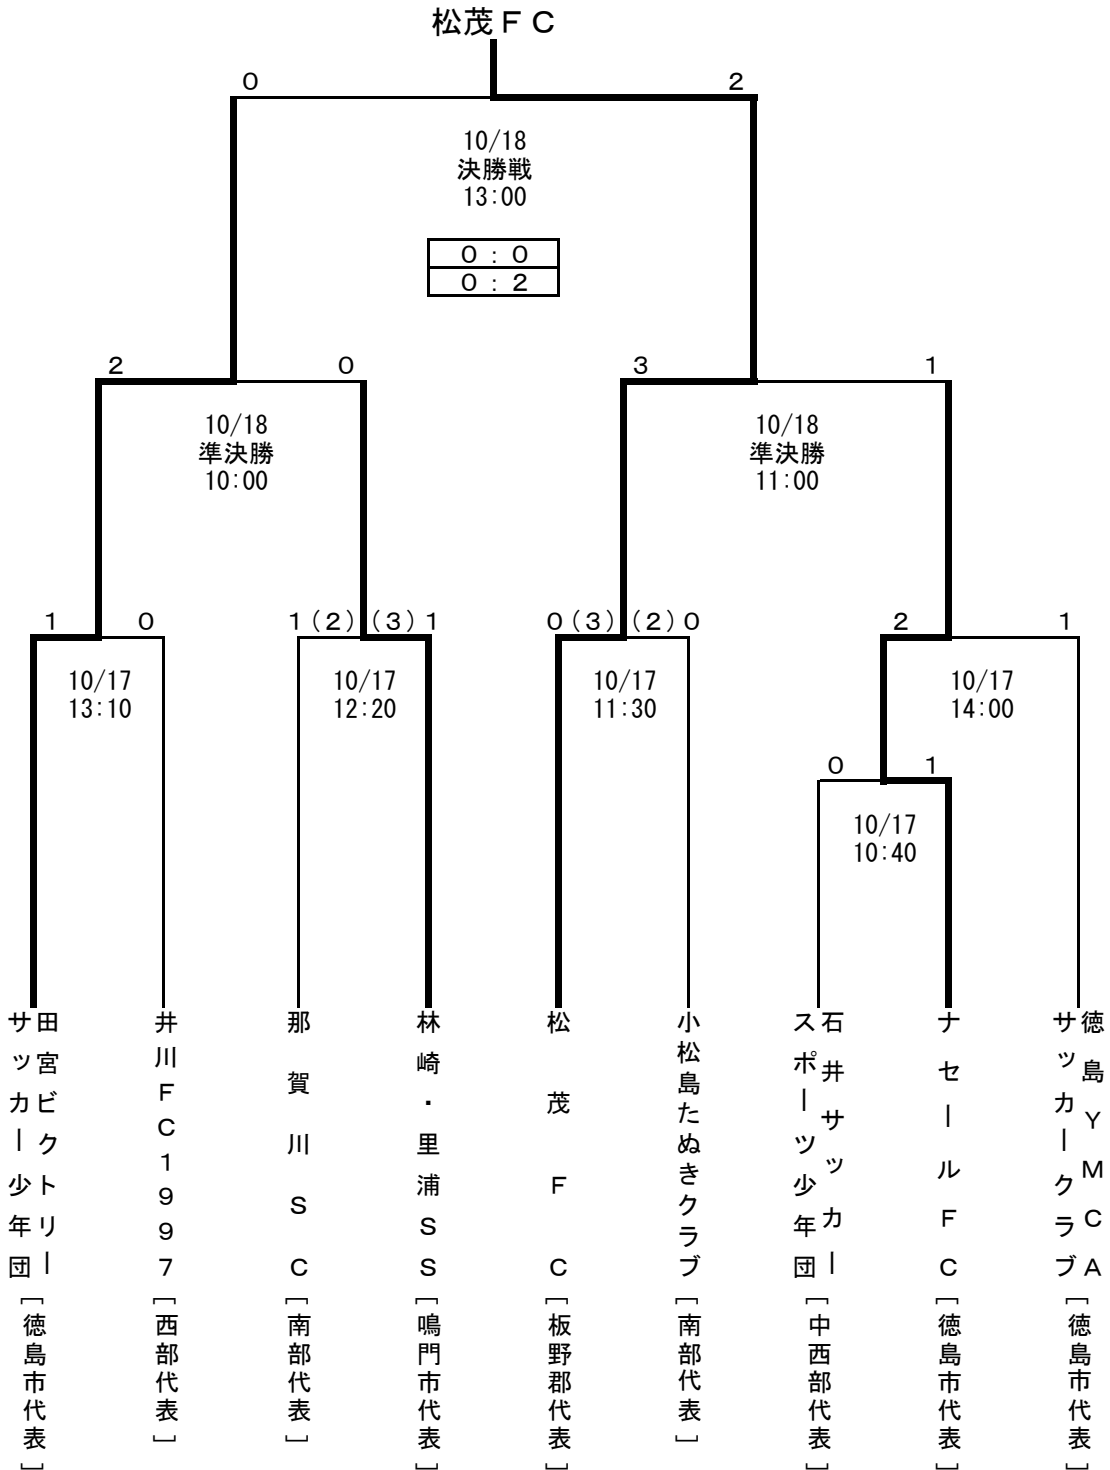 松茂ＦＣ
0 2
10/18
決勝戦
13:00
0 : 0
0 : 2
2 0 3 1
10/18
準決勝
10:00
10/18
準決勝
11:00
1 0 1(2) (3)1 0(3) (2)0 2 1
10/17
13:10
10/17
12:20
10/17
11:30
10/17
14:00
0 1
10/17
10:40
田宮ビクトリー
サッカー少年団
［徳島市代表］
井川ＦＣ１９９７
［西部代表］
那賀川ＳＣ
［南部代表］
林崎・里浦ＳＳ
［鳴門市代表］
松茂ＦＣ
［板野郡代表］
小松島たぬきクラブ
［南部代表］
石井サッカー
スポーツ少年団
［中西部代表］
ナセールＦＣ
［徳島市代表］
徳島ＹＭＣＡ
サッカークラブ
［徳島市代表］